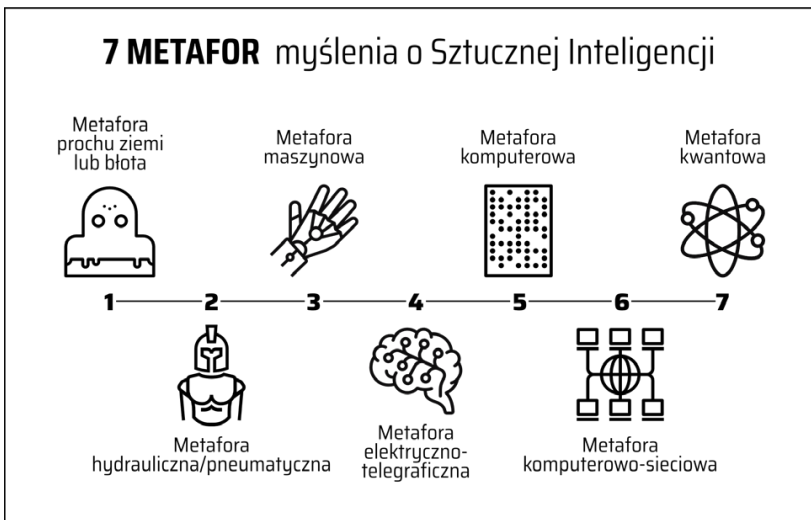 7 METAFOR myślenia o Sztucznej Inteligencji
Metafora
prochu ziemi
lub błota
Metafora
maszynowa
Metafora
komputerowa
Metafora
kwantowa
1 2 3 4 5 6 7
Metafora
hydrauliczna/pneumatyczna
Metafora
elektryczno-
telegraficzna
Metafora
komputerowo-sieciowa